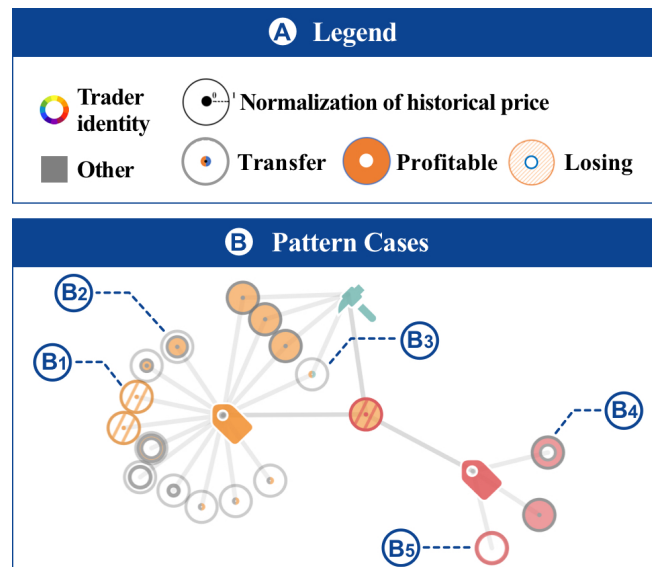 A Legend
Trader identity
0 1 Normalization of historical price
Other
Transfer
Profitable
Losing
B Pattern Cases
B2
B1
B3
B4
B5